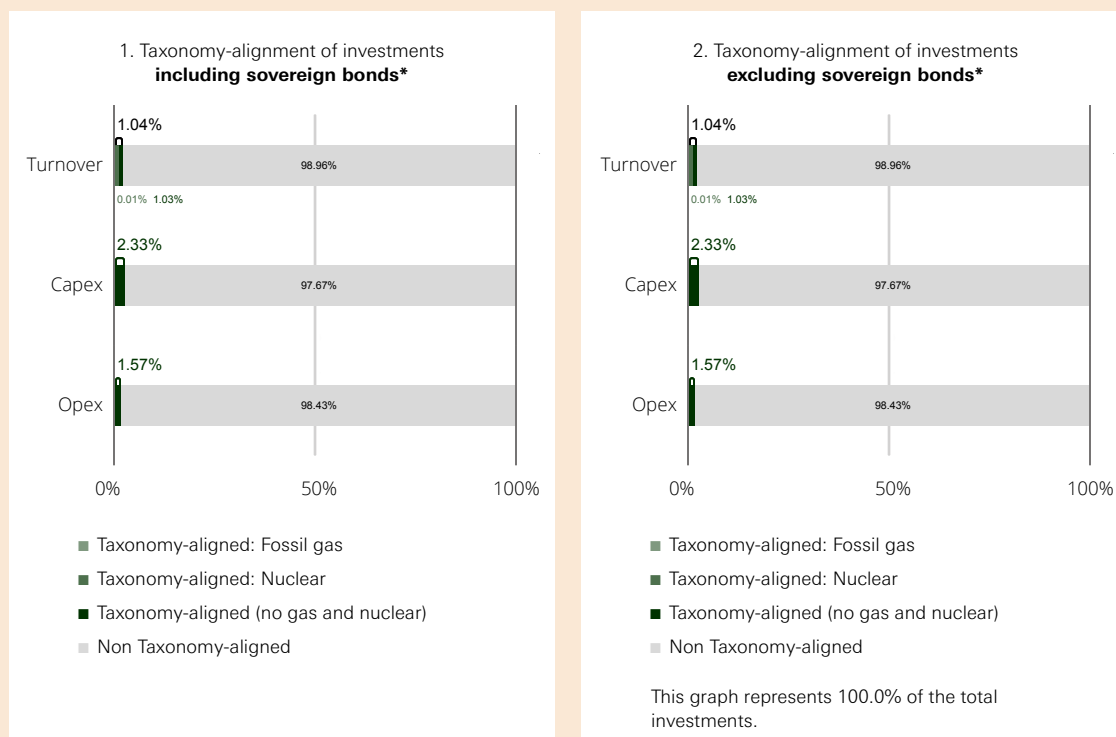 1. Taxonomy-alignment of investments
including sovereign bonds*
1.04%
Turnover
98.96%
0.01% 1.03%
2.33%
Capex
97.67%
1.57%
Opex
98.43%
0%
50%
100%
Taxonomy-aligned: Fossil gas
Taxonomy-aligned: Nuclear
Taxonomy-aligned (no gas and nuclear)
Non Taxonomy-aligned
2. Taxonomy-alignment of investments
excluding sovereign bonds*
1.04%
Turnover
98.96%
0.01% 1.03%
2.33%
Capex
97.67%
1.57%
Opex
98.43%
0%
50%
100%
Taxonomy-aligned: Fossil gas
Taxonomy-aligned: Nuclear
Taxonomy-aligned (no gas and nuclear)
Non Taxonomy-aligned
This graph represents 100.0% of the total
investments.